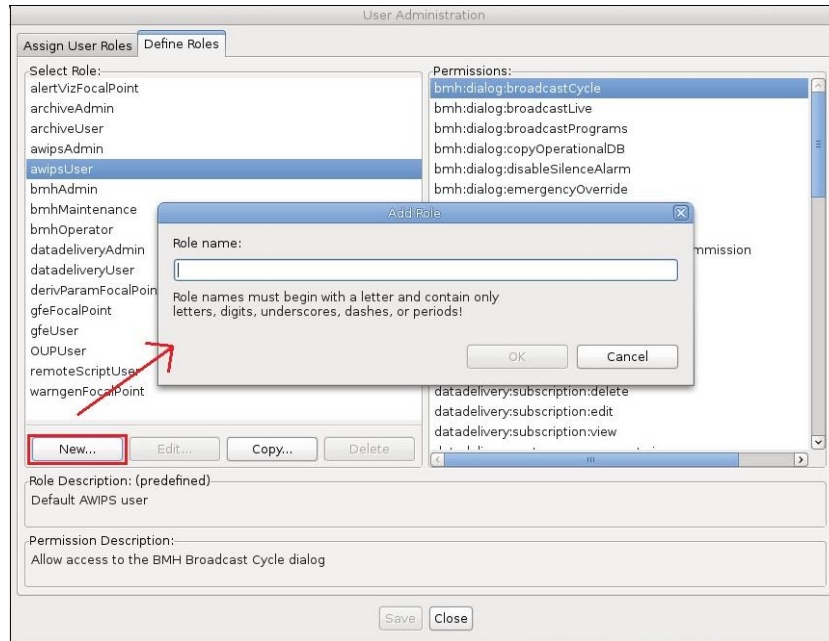 User Administration
Assign User Roles
Define Roles
Select Role:
alertVizFocalPoint
archiveAdmin
archiveUser
awipsAdmin
awipsUser
bmhAdmin
bmhMaintenance
bmhOperator
datadeliveryAdmin
datadeliveryUser
derivParamFocalPoin
gfeFocalPoint
gfeUser
OUPUser
remoteScriptUser
warngenFocalPoint
New...
Edit...
Copy...
Delete
Permissions:
bmh:dialog:broadcastCycle
bmh:dialog:broadcastLive
bmh:dialog:broadcastPrograms
bmh:dialog:copyOperationalDB
bmh:dialog:disableSilenceAlarm
bmh:dialog:emergencyOverride
mmission
datadelivery:subscription:delete
datadelivery:subscription:edit
datadelivery:subscription:view
Add Role
Role name:
Role names must begin with a letter and contain only
letters, digits, underscores, dashes, or periods!
OK
Cancel
Role Description: (predefined)
Default AWIPS user
Permission Description:
Allow access to the BMH Broadcast Cycle dialog
Save
Close